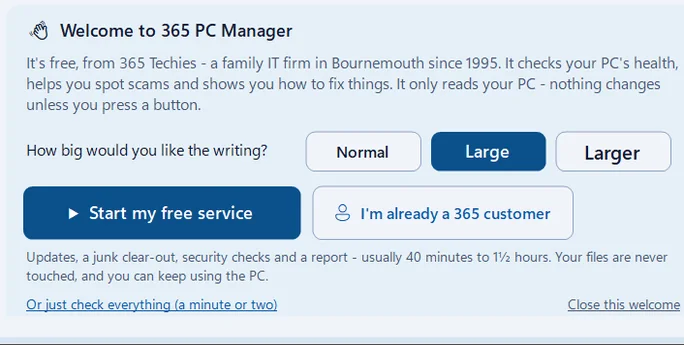 Welcome to 365 PC Manager
It's free, from 365 Techies - a family IT firm in Bournemouth since 1995. It checks your PC's health,
helps you spot scams and shows you how to fix things. It only reads your PC - nothing changes
unless you press a button.
How big would you like the writing?
Normal
Large
Larger
Start my free service
I'm already a 365 customer
Updates, a junk clear-out, security checks and a report - usually 40 minutes to 1½ hours. Your files are never
touched, and you can keep using the PC.
Or just check everything (a minute or two)
Close this welcome